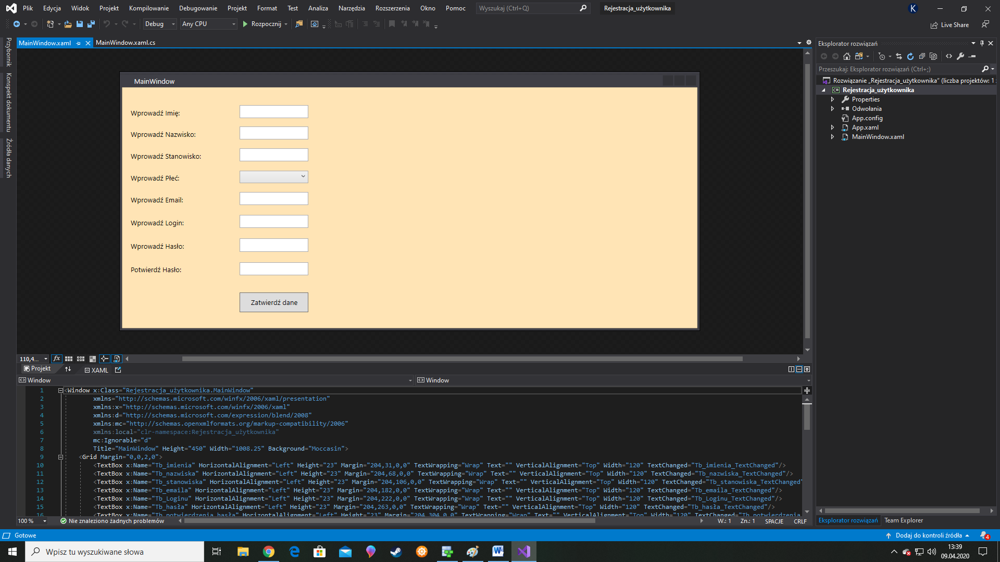 Plik Edycja Widok Projekt Kompilowanie Debugowanie Projekt Format Test Analiza Narzędzia Rozszerzenia Okno Pomoc Wyszukaj (Ctrl+Q) Rejestracja_użytkownika K
Debug Any CPU Rozpocznij Live Share
Przybornik
Konspekt dokumentu
Źródła danych
MainWindow.xaml MainWindow.xaml.cs
MainWindow
Wprowadź Imię:
Wprowadź Nazwisko:
Wprowadź Stanowisko:
Wprowadź Płeć:
Wprowadź Email:
Wprowadź Login:
Wprowadź Hasło:
Potwierdź Hasło:
Zatwierdź dane
110,4...
Projekt XAML
Window Window
1 <Window x:Class="Rejestracja_użytkownika.MainWindow"
2 xmlns="http://schemas.microsoft.com/winfx/2006/xaml/presentation"
3 xmlns:x="http://schemas.microsoft.com/winfx/2006/xaml"
4 xmlns:d="http://schemas.microsoft.com/expression/blend/2008"
5 xmlns:mc="http://schemas.openxmlformats.org/markup-compatibility/2006"
6 xmlns:local="clr-namespace:Rejestracja_użytkownika"
7 mc:Ignorable="d"
8 Title="MainWindow" Height="450" Width="1008.25" Background="Moccasin">
9 <Grid Margin="0,0,2,0">
10 <TextBox x:Name="Tb_imienia" HorizontalAlignment="Left" Height="23" Margin="204,31,0,0" TextWrapping="Wrap" Text="" VerticalAlignment="Top" Width="120" TextChanged="Tb_imienia_TextChanged"/>
11 <TextBox x:Name="Tb_nazwiska" HorizontalAlignment="Left" Height="23" Margin="204,68,0,0" TextWrapping="Wrap" Text="" VerticalAlignment="Top" Width="120" TextChanged="Tb_nazwiska_TextChanged"/>
12 <TextBox x:Name="Tb_stanowiska" HorizontalAlignment="Left" Height="23" Margin="204,106,0,0" TextWrapping="Wrap" Text="" VerticalAlignment="Top" Width="120" TextChanged="Tb_stanowiska_TextChanged"
13 <TextBox x:Name="Tb_emaila" HorizontalAlignment="Left" Height="23" Margin="204,182,0,0" TextWrapping="Wrap" Text="" VerticalAlignment="Top" Width="120" TextChanged="Tb_emaila_TextChanged"/>
14 <TextBox x:Name="Tb_Loginu" HorizontalAlignment="Left" Height="23" Margin="204,222,0,0" TextWrapping="Wrap" Text="" VerticalAlignment="Top" Width="120" TextChanged="Tb_Loginu_TextChanged"/>
15 <TextBox x:Name="Tb_hasła" HorizontalAlignment="Left" Height="23" Margin="204,263,0,0" TextWrapping="Wrap" Text="" VerticalAlignment="Top" Width="120" TextChanged="Tb_hasła_TextChanged"/>
16 <TextBox x:Name="Tb_potwierdzenia_hasła" HorizontalAlignment="Left" Height="23" Margin="204,304,0,0" TextWrapping="Wrap" Text="" VerticalAlignment="Top" Width="120" TextChanged="Tb_potwierdzenia
100 % Nie znaleziono żadnych problemów W.: 1 Zn.: 1 SPACJE CRLF
Eksplorator rozwiązań
Przeszukaj: Eksplorator rozwiązań (Ctrl+;)
Rozwiązanie „Rejestracja_użytkownika” (liczba projektów: 1
C# Rejestracja_użytkownika
Properties
Odwołania
App.config
App.xaml
MainWindow.xaml
Eksplorator rozwiązań Team Explorer
Gotowe Dodaj do kontroli źródła 4
Wpisz tu wyszukiwane słowa
13:39
09.04.2020